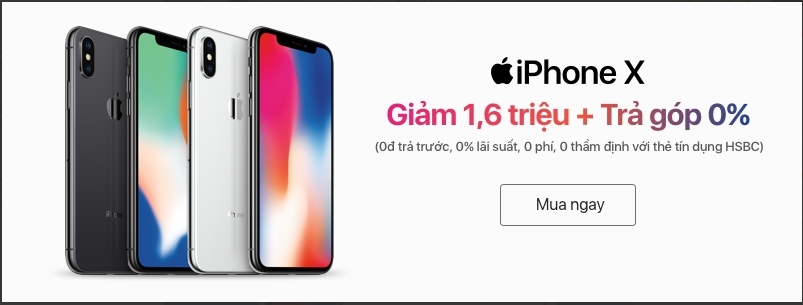 iPhone X
Giảm 1,6 triệu + Trả góp 0%
(0đ trả trước, 0% lãi suất, 0 phí, 0 thẩm định với thẻ tín dụng HSBC)
Mua ngay